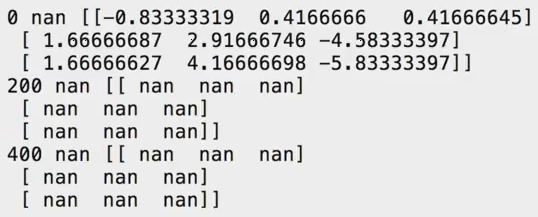 0 nan [[-0.83333319  0.4166666   0.41666645]
 [ 1.66666687  2.91666746 -4.58333397]
 [ 1.66666627  4.16666698 -5.83333397]]
200 nan [[ nan  nan  nan]
 [ nan  nan  nan]
 [ nan  nan  nan]]
400 nan [[ nan  nan  nan]
 [ nan  nan  nan]
 [ nan  nan  nan]]